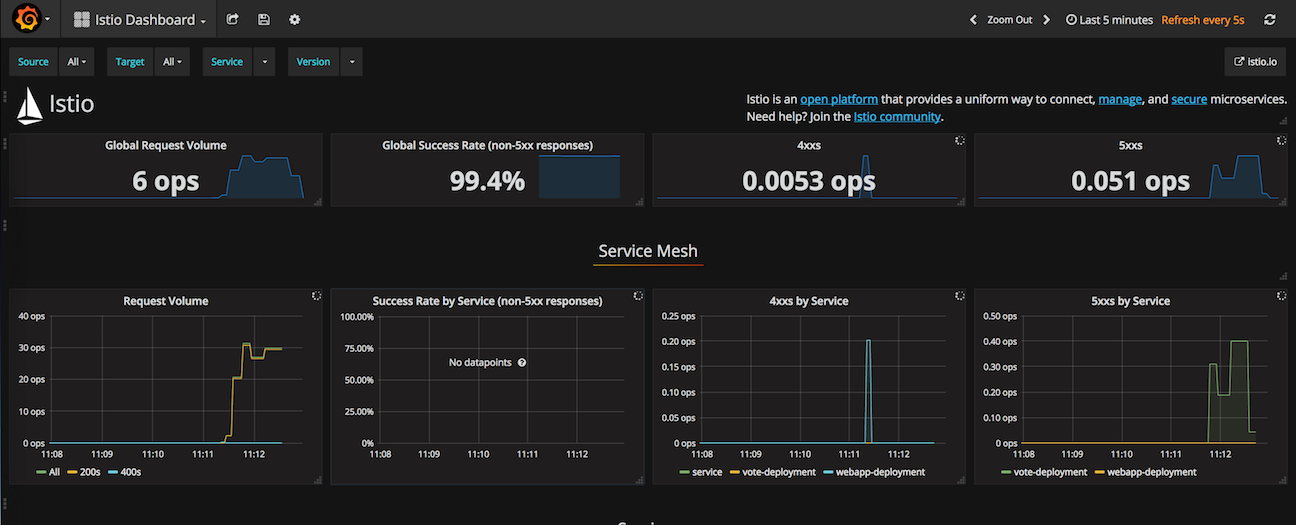 Istio Dashboard
Zoom Out
Last 5 minutes Refresh every 5s
Source All Target All Service Version
istio.io
Istio
Istio is an open platform that provides a uniform way to connect, manage, and secure microservices.
Need help? Join the Istio community.
Global Request Volume
6 ops
Global Success Rate (non-5xx responses)
99.4%
4xxs
0.0053 ops
5xxs
0.051 ops
Service Mesh
Request Volume
40 ops
30 ops
20 ops
10 ops
0 ops
11:08 11:09 11:10 11:11 11:12
All 200s 400s
Success Rate by Service (non-5xx responses)
100.00%
75.00%
50.00%
25.00%
0%
No datapoints
11:08 11:09 11:10 11:11 11:12
4xxs by Service
0.25 ops
0.20 ops
0.15 ops
0.10 ops
0.05 ops
0 ops
11:08 11:09 11:10 11:11 11:12
service vote-deployment webapp-deployment
5xxs by Service
0.50 ops
0.40 ops
0.30 ops
0.20 ops
0.10 ops
0 ops
11:08 11:09 11:10 11:11 11:12
vote-deployment webapp-deployment